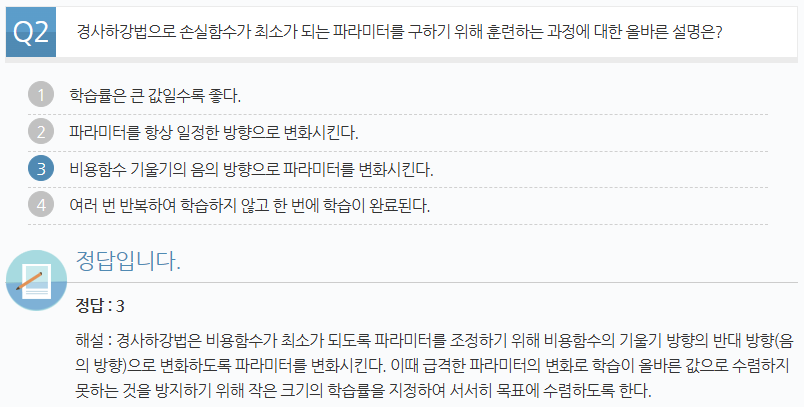 Q2 경사하강법으로 손실함수가 최소가 되는 파라미터를 구하기 위해 훈련하는 과정에 대한 올바른 설명은?
1 학습률은 큰 값일수록 좋다.
2 파라미터를 항상 일정한 방향으로 변화시킨다.
3 비용함수 기울기의 음의 방향으로 파라미터를 변화시킨다.
4 여러 번 반복하여 학습하지 않고 한 번에 학습이 완료된다.
정답입니다.
정답 : 3
해설 : 경사하강법은 비용함수가 최소가 되도록 파라미터를 조정하기 위해 비용함수의 기울기 방향의 반대 방향(음
의 방향)으로 변화하도록 파라미터를 변화시킨다. 이때 급격한 파라미터의 변화로 학습이 올바른 값으로 수렴하지
못하는 것을 방지하기 위해 작은 크기의 학습률을 지정하여 서서히 목표에 수렴하도록 한다.